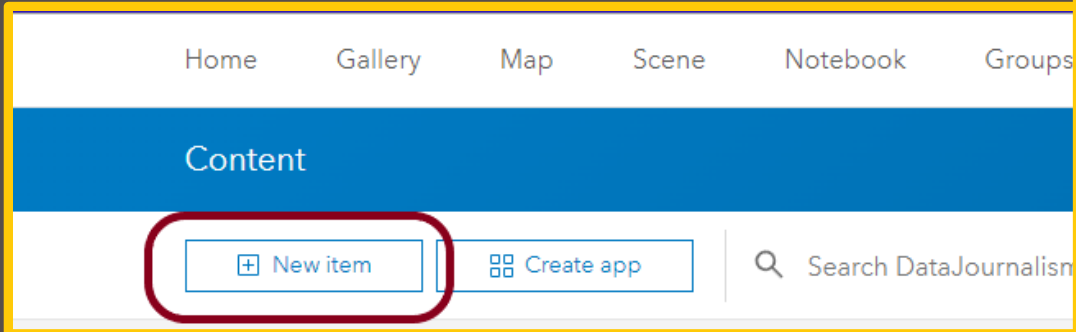 Home Gallery Map Scene Notebook Groups
Content
New item Create app Search DataJournalism